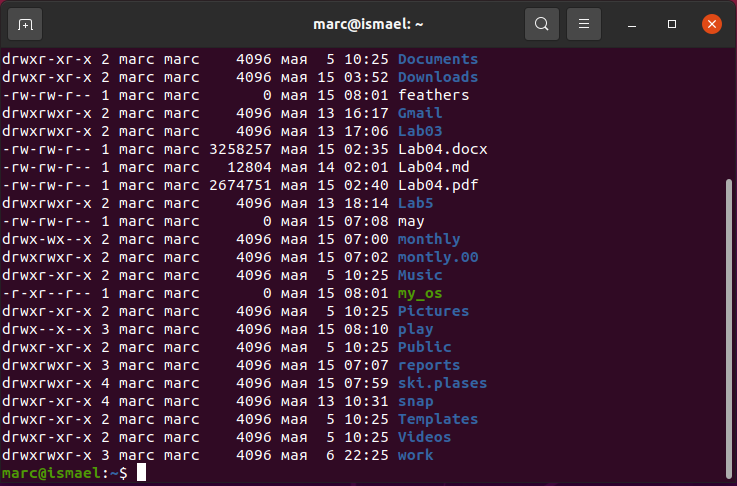 marc@ismael: ~
drwxr-xr-x 2 marc marc    4096 мая  5 10:25 Documents
drwxr-xr-x 2 marc marc    4096 мая 15 03:52 Downloads
-rw-rw-r-- 1 marc marc       0 мая 15 08:01 feathers
drwxrwxr-x 2 marc marc    4096 мая 13 16:17 Gmail
drwxrwxr-x 2 marc marc    4096 мая 13 17:06 Lab03
-rw-rw-r-- 1 marc marc 3258257 мая 15 02:35 Lab04.docx
-rw-rw-r-- 1 marc marc   12804 мая 14 02:01 Lab04.md
-rw-rw-r-- 1 marc marc 2674751 мая 15 02:40 Lab04.pdf
drwxrwxr-x 2 marc marc    4096 мая 13 18:14 Lab5
-rw-rw-r-- 1 marc marc       0 мая 15 07:08 may
drwx-wx--x 2 marc marc    4096 мая 15 07:00 monthly
drwxrwxr-x 2 marc marc    4096 мая 15 07:02 montly.00
drwxr-xr-x 2 marc marc    4096 мая  5 10:25 Music
-r-xr--r-- 1 marc marc       0 мая 15 08:01 my_os
drwxr-xr-x 2 marc marc    4096 мая  5 10:25 Pictures
drwx--x--x 3 marc marc    4096 мая 15 08:10 play
drwxr-xr-x 2 marc marc    4096 мая  5 10:25 Public
drwxrwxr-x 3 marc marc    4096 мая 15 07:07 reports
drwxrwxr-x 4 marc marc    4096 мая 15 07:59 ski.plases
drwxr-xr-x 4 marc marc    4096 мая 13 10:31 snap
drwxr-xr-x 2 marc marc    4096 мая  5 10:25 Templates
drwxr-xr-x 2 marc marc    4096 мая  5 10:25 Videos
drwxrwxr-x 3 marc marc    4096 мая  6 22:25 work
marc@ismael:~$